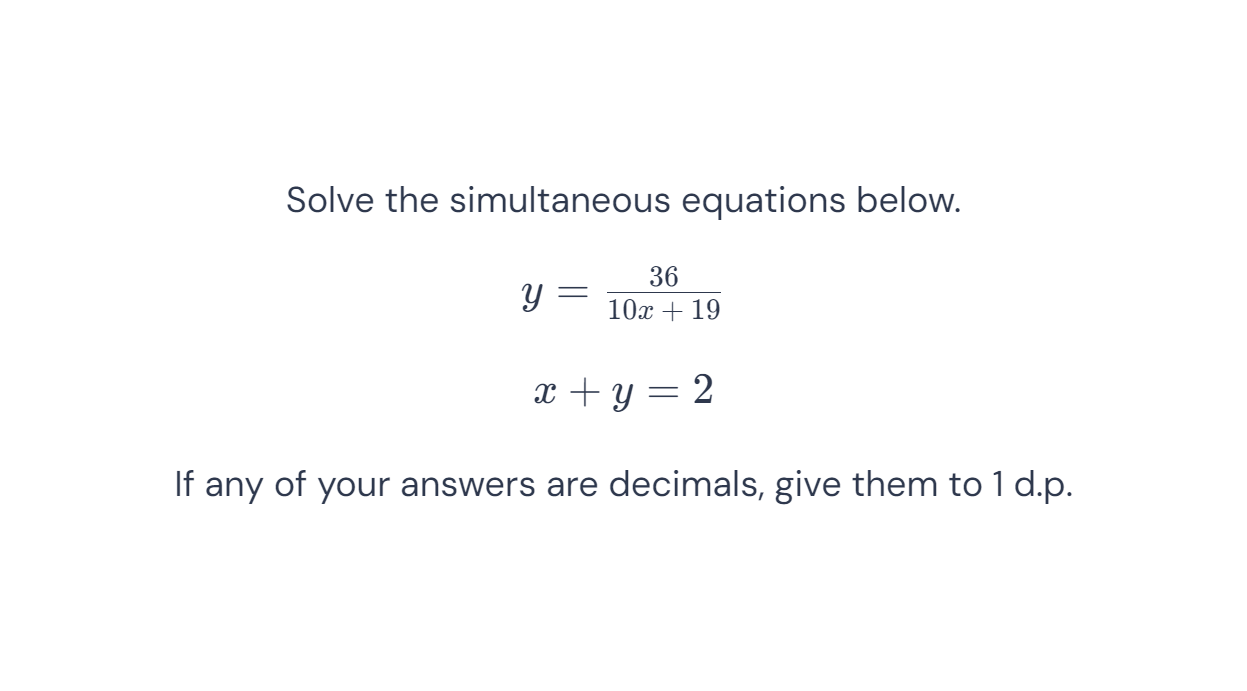 Solve the simultaneous equations below.
y = 36/(10x + 19)
x + y = 2
If any of your answers are decimals, give them to 1 d.p.